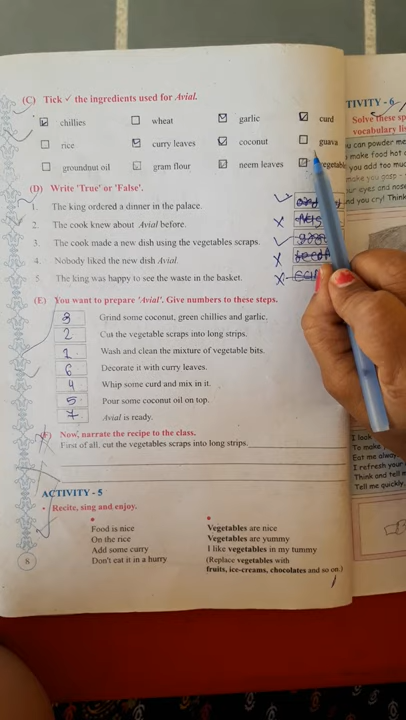 (C) Tick ✓ the ingredients used for Avial.
chillies wheat garlic curd
rice curry leaves coconut guava
groundnut oil gram flour neem leaves vegetable
(D) Write 'True' or 'False'.
1. The king ordered a dinner in the palace.
2. The cook knew about Avial before.
3. The cook made a new dish using the vegetables scraps.
4. Nobody liked the new dish Avial.
5. The king was happy to see the waste in the basket.
(E) You want to prepare 'Avial'. Give numbers to these steps.
3 Grind some coconut, green chillies and garlic.
2 Cut the vegetable scraps into long strips.
1 Wash and clean the mixture of vegetable bits.
6 Decorate it with curry leaves.
4 Whip some curd and mix in it.
5 Pour some coconut oil on top.
7 Avial is ready.
Now, narrate the recipe to the class.
First of all, cut the vegetable scraps into long strips.
ACTIVITY - 5
• Recite, sing and enjoy.
Food is nice
On the rice
Add some curry
Don't eat it in a hurry
Vegetables are nice
Vegetables are yummy
I like vegetables in my tummy
(Replace vegetables with
fruits, ice-creams, chocolates and so on.)
8
TIVITY - 6
Solve these
vocabulary
u can powder me
make food hot
you add too
make you gasp -
ur eyes and nose
nd you cry! Think
I look
To make
Eat me alway
I refresh your
Think and tell
Tell me quickly